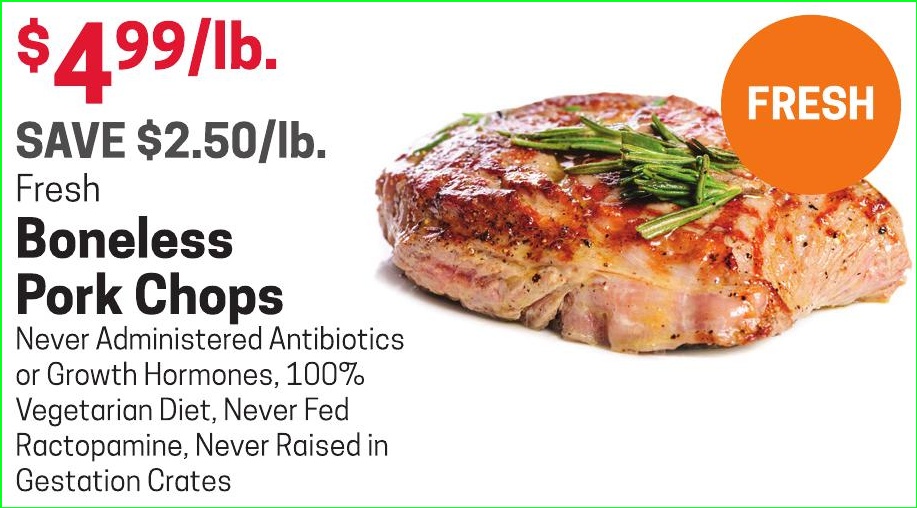 $4.99/lb.
SAVE $2.50/lb.
Fresh
Boneless
Pork Chops
Never Administered Antibiotics
or Growth Hormones, 100%
Vegetarian Diet, Never Fed
Ractopamine, Never Raised in
Gestation Crates
FRESH